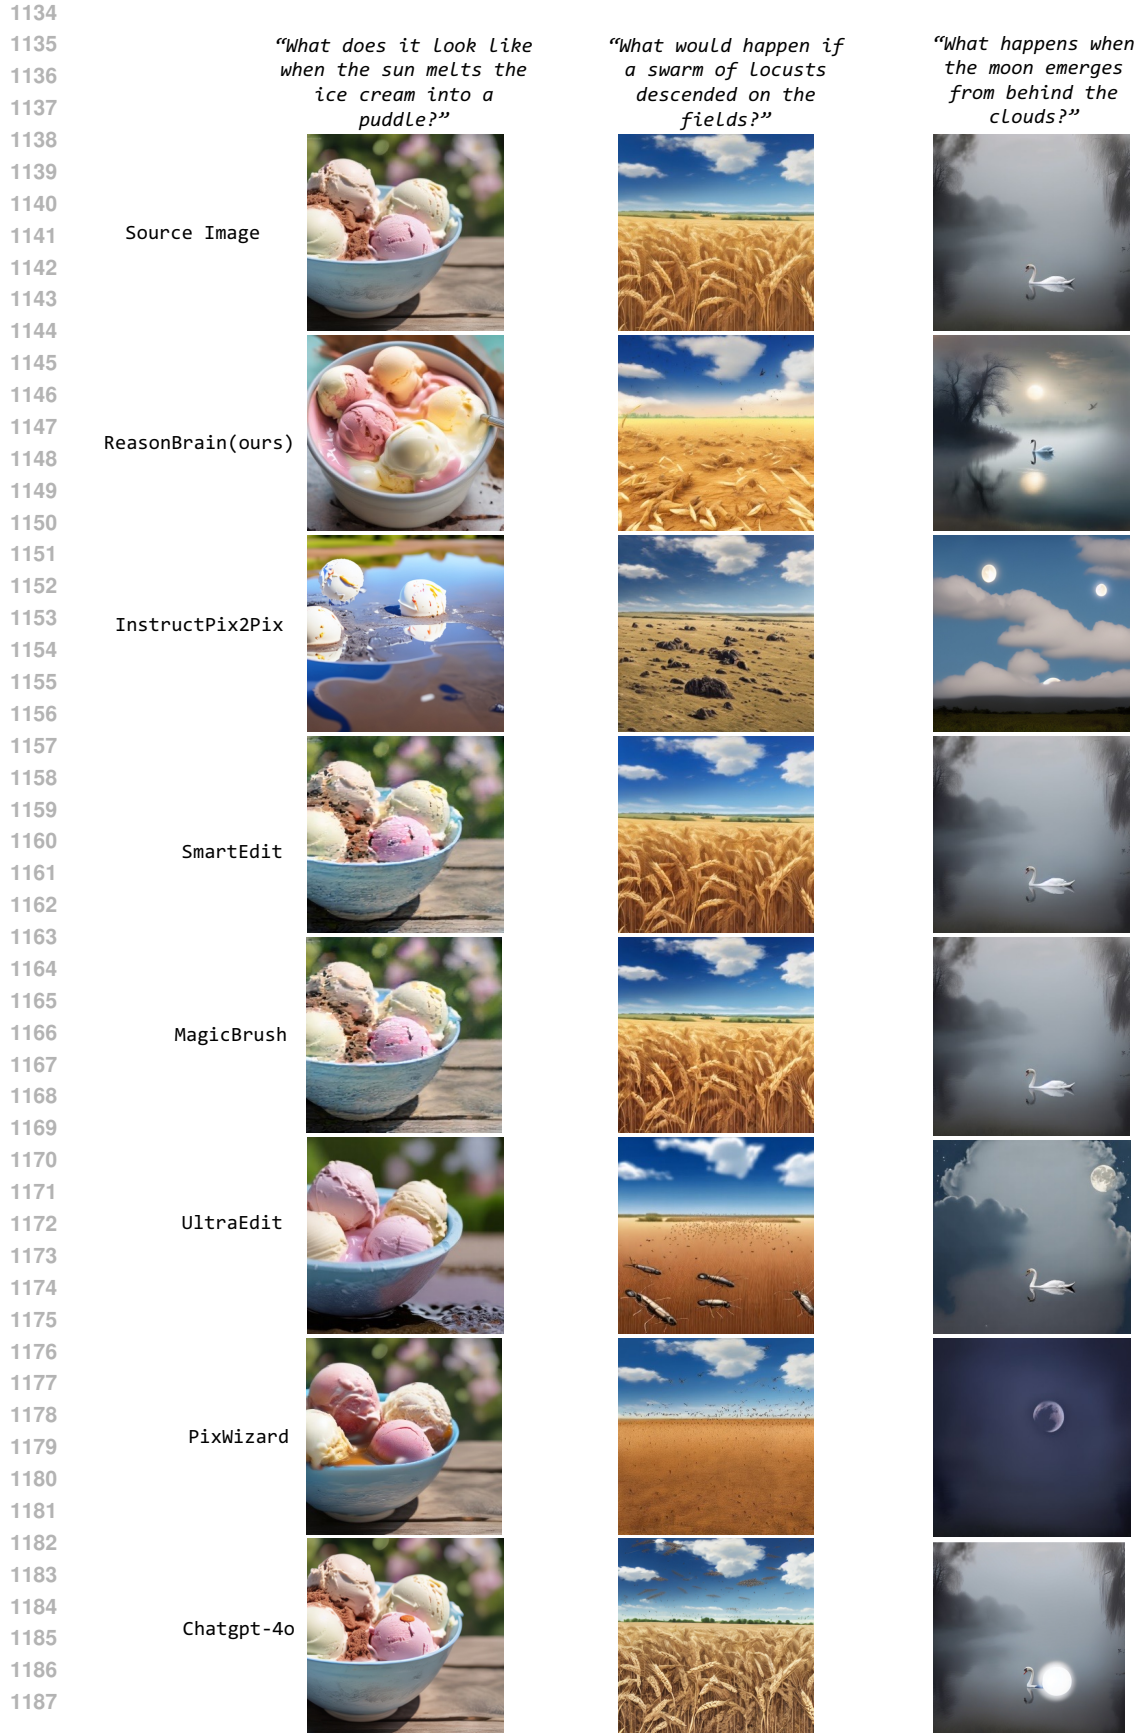 1134
1135
1136
1137
1138
1139
1140
1141
1142
1143
1144
1145
1146
1147
1148
1149
1150
1151
1152
1153
1154
1155
1156
1157
1158
1159
1160
1161
1162
1163
1164
1165
1166
1167
1168
1169
1170
1171
1172
1173
1174
1175
1176
1177
1178
1179
1180
1181
1182
1183
1184
1185
1186
1187
“What does it look like
when the sun melts the
ice cream into a
puddle?”
“What would happen if
a swarm of locusts
descended on the
fields?”
“What happens when
the moon emerges
from behind the
clouds?”
Source Image
ReasonBrain(ours)
InstructPix2Pix
SmartEdit
MagicBrush
UltraEdit
PixWizard
Chatgpt-4o